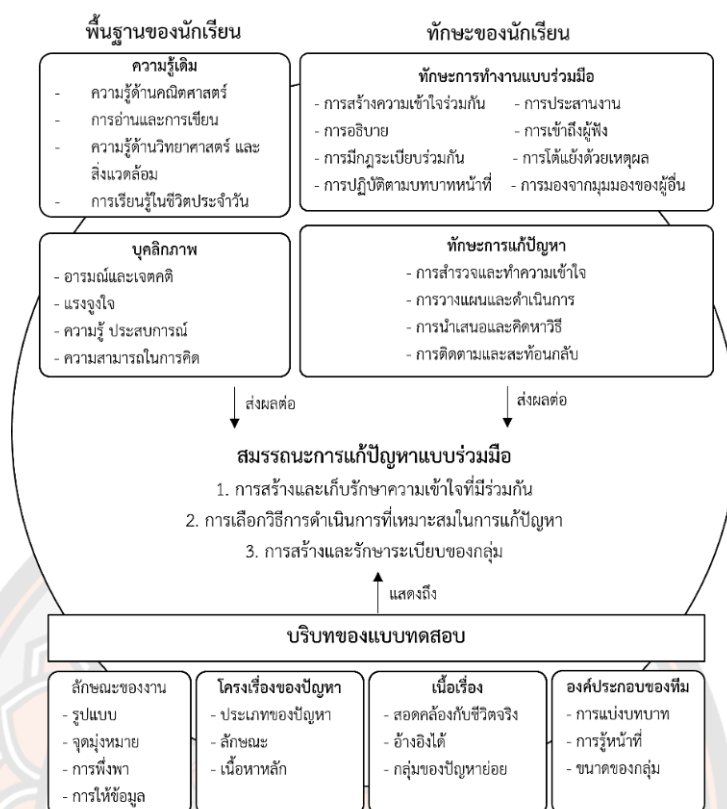 พื้นฐานของนักเรียน
ความรู้เดิม
- ความรู้ด้านคณิตศาสตร์
- การอ่านและการเขียน
- ความรู้ด้านวิทยาศาสตร์ และ
สิ่งแวดล้อม
- การเรียนรู้ในชีวิตประจำวัน
บุคลิกภาพ
- อารมณ์และเจตคติ
- แรงจูงใจ
- ความรู้ ประสบการณ์
- ความสามารถในการคิด
ส่งผลต่อ
ทักษะของนักเรียน
ทักษะการทำงานแบบร่วมมือ
- การสร้างความเข้าใจร่วมกัน
- การอธิบาย
- การมีกฎระเบียบร่วมกัน
- การปฏิบัติตามบทบาทหน้าที่
- การประสานงาน
- การเข้าถึงผู้ฟัง
- การโต้แย้งด้วยเหตุผล
- การมองจากมุมมองของผู้อื่น
ทักษะการแก้ปัญหา
- การสำรวจและทำความเข้าใจ
- การวางแผนและดำเนินการ
- การนำเสนอและคิดหาวิธี
- การติดตามและสะท้อนกลับ
ส่งผลต่อ
สมรรถนะการแก้ปัญหาแบบร่วมมือ
1. การสร้างและเก็บรักษาความเข้าใจที่มีร่วมกัน
2. การเลือกวิธีการดำเนินการที่เหมาะสมในการแก้ปัญหา
3. การสร้างและรักษาระเบียบของกลุ่ม
แสดงถึง
บริบทของแบบทดสอบ
ลักษณะของงาน
- รูปแบบ
- จุดมุ่งหมาย
- การพึ่งพา
- การให้ข้อมูล
โครงเรื่องของปัญหา
- ประเภทของปัญหา
- ลักษณะ
- เนื้อหาหลัก
เนื้อเรื่อง
- สอดคล้องกับชีวิตจริง
- อ้างอิงได้
- กลุ่มของปัญหาย่อย
องค์ประกอบของทีม
- การแบ่งบทบาท
- การรู้หน้าที่
- ขนาดของกลุ่ม